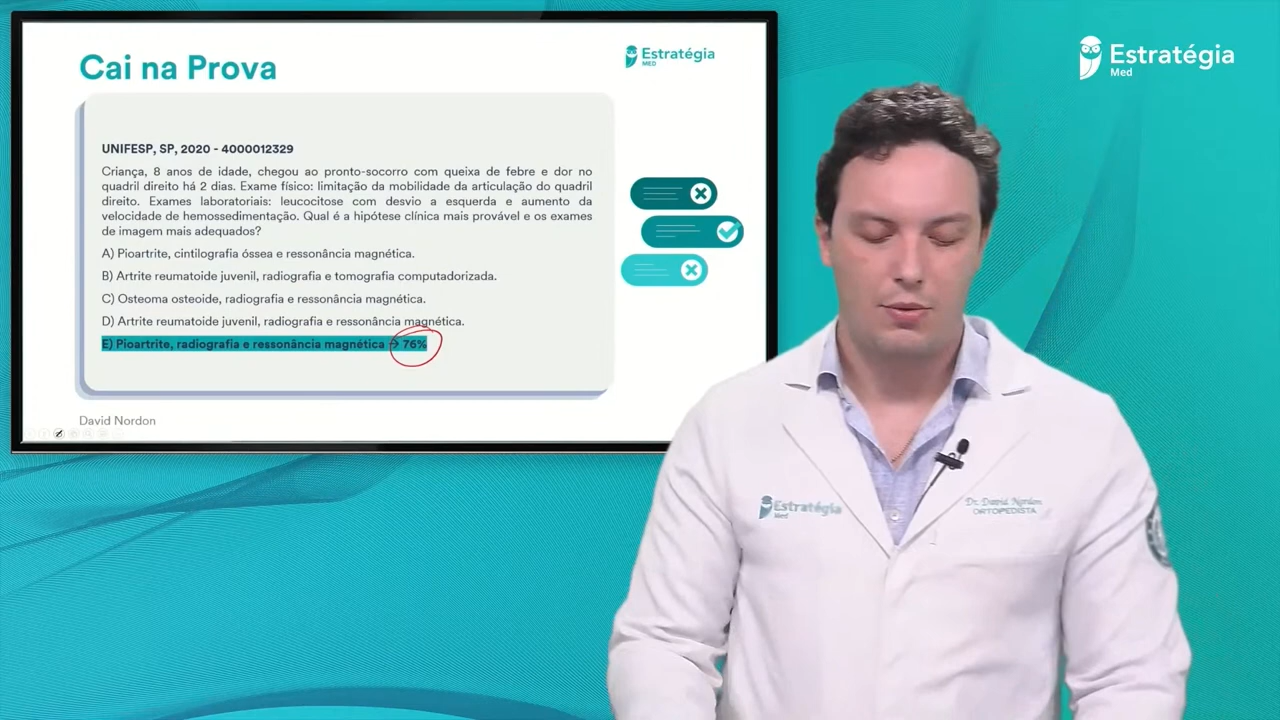 Cai na Prova
Estratégia
MED
UNIFESP, SP, 2020 - 4000012329
Criança, 8 anos de idade, chegou ao pronto-socorro com queixa de febre e dor no
quadril direito há 2 dias. Exame físico: limitação da mobilidade da articulação do quadril
direito. Exames laboratoriais: leucocitose com desvio a esquerda e aumento da
velocidade de hemossedimentação. Qual é a hipótese clínica mais provável e os exames
de imagem mais adequados?
A) Pioartrite, cintilografia óssea e ressonância magnética.
B) Artrite reumatoide juvenil, radiografia e tomografia computadorizada.
C) Osteoma osteoide, radiografia e ressonância magnética.
D) Artrite reumatoide juvenil, radiografia e ressonância magnética.
E) Pioartrite, radiografia e ressonância magnética → 76%
David Nordon
Estratégia
Med
Estratégia
Med
Dr. David Nordon
ORTOPEDISTA